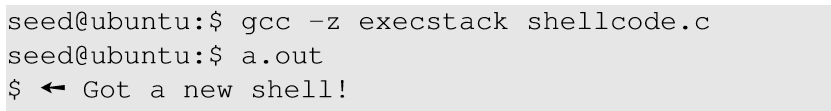 seed@ubuntu:$ gcc -z execstack shellcode.c
seed@ubuntu:$ a.out
$ ← Got a new shell!